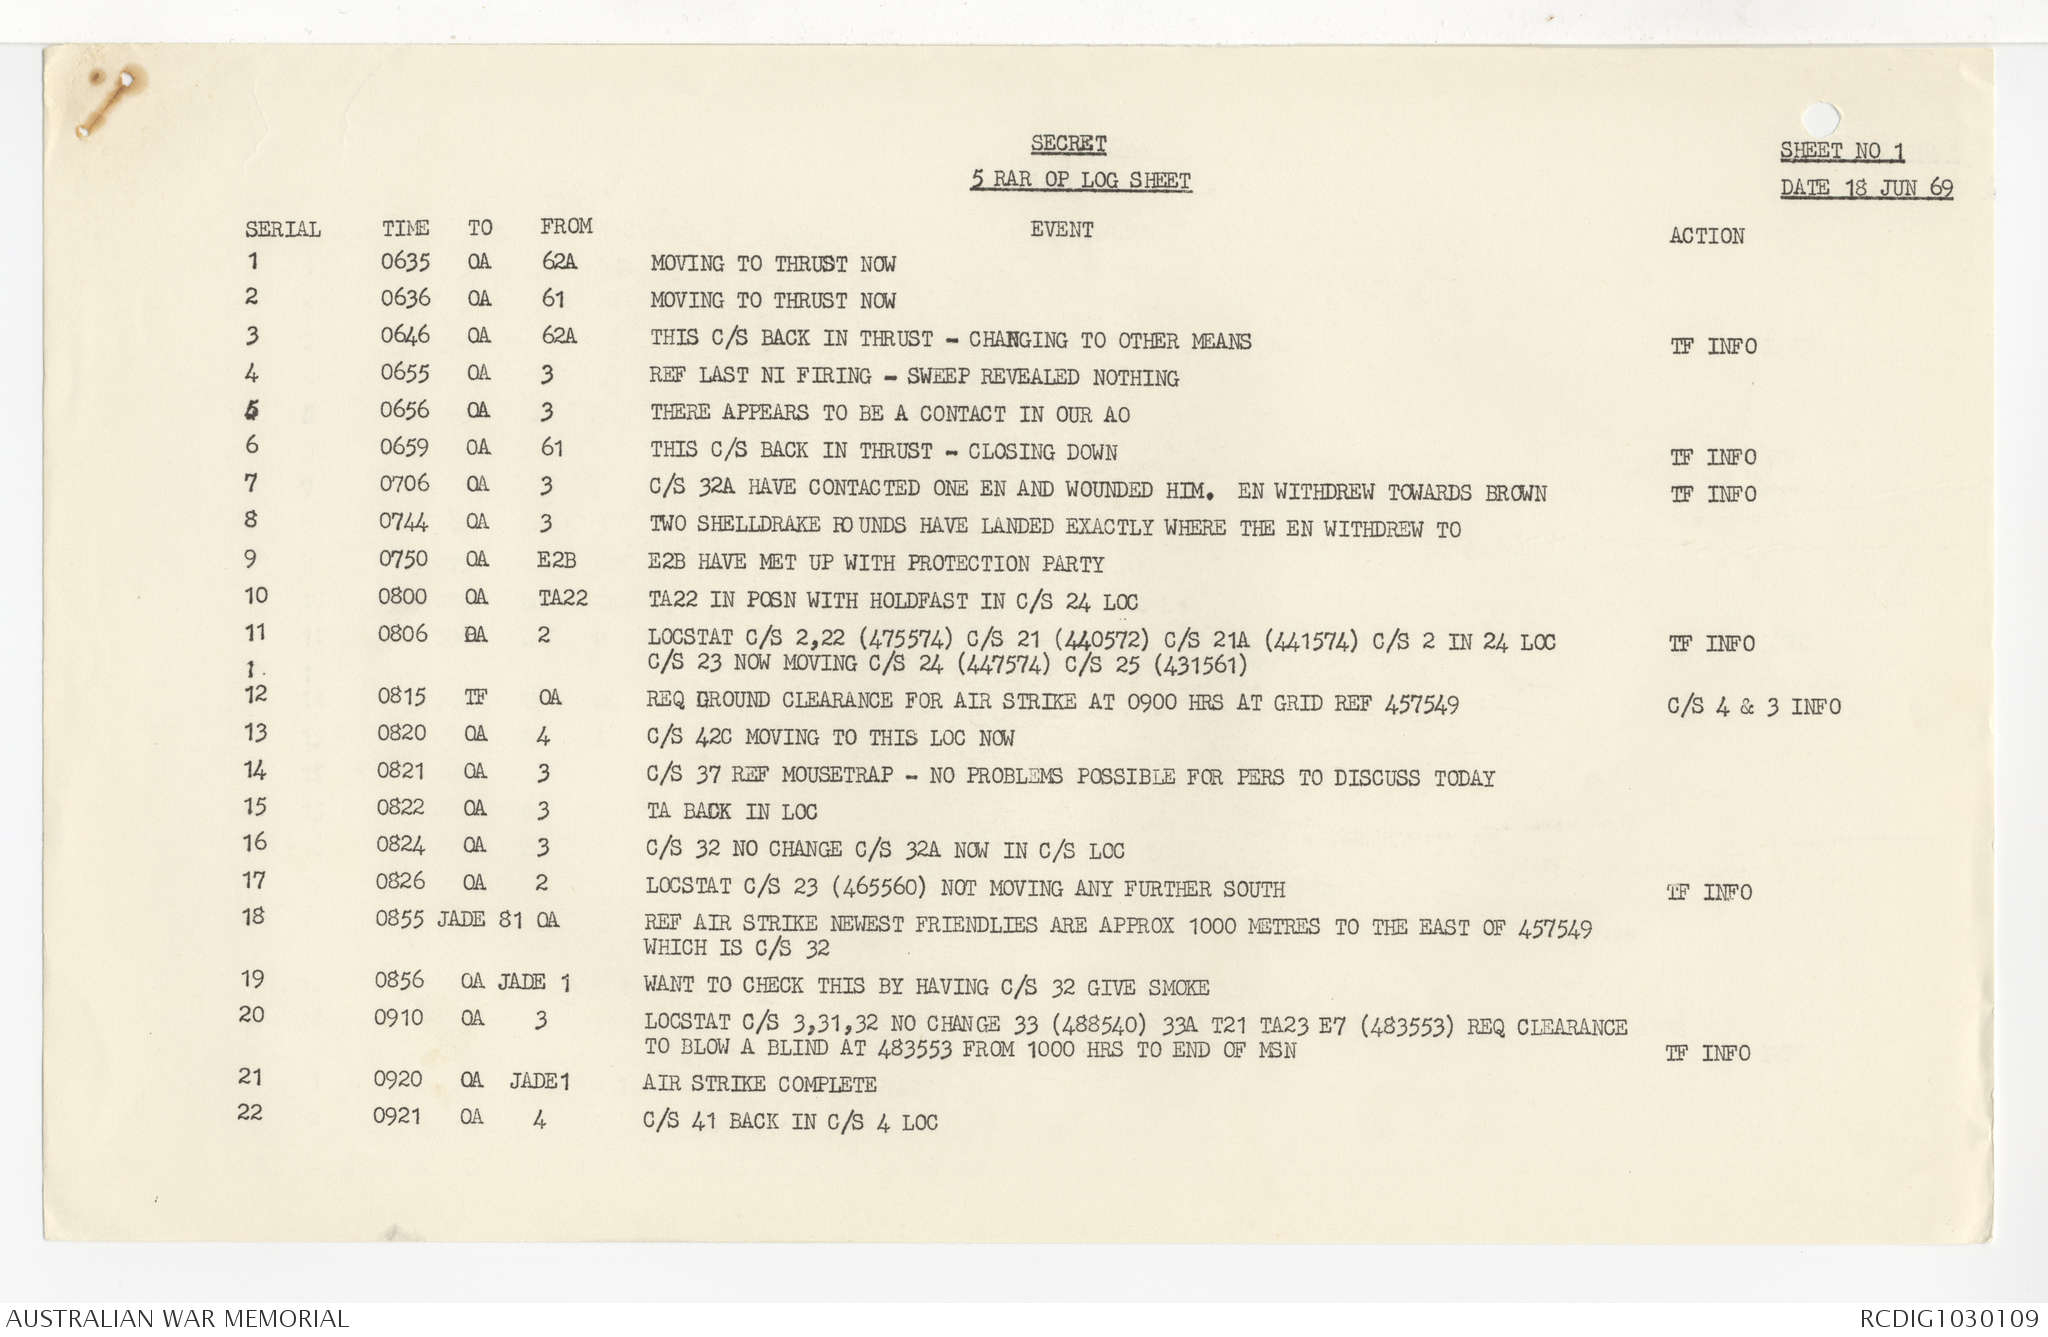 SECRET
5 RAR OP LOG SHEET
SHEET NO 1
DATE 18 JUN 69
SERIAL TIME TO FROM EVENT ACTION
1 0635 OA 62A MOVING TO THRUST NOW
2 0636 OA 61 MOVING TO THRUST NOW
3 0646 OA 62A THIS C/S BACK IN THRUST - CHANGING TO OTHER MEANS TF INFO
4 0655 OA 3 REF LAST NI FIRING - SWEEP REVEALED NOTHING
5 0656 OA 3 THERE APPEARS TO BE A CONTACT IN OUR AO
6 0659 OA 61 THIS C/S BACK IN THRUST - CLOSING DOWN TF INFO
7 0706 OA 3 C/S 32A HAVE CONTACTED ONE EN AND WOUNDED HIM. EN WITHDREW TOWARDS BROWN TF INFO
8 0744 OA 3 TWO SHELLDRAKE ROUNDS HAVE LANDED EXACTLY WHERE THE EN WITHDREW TO
9 0750 OA E2B E2B HAVE MET UP WITH PROTECTION PARTY
10 0800 OA TA22 TA22 IN POSN WITH HOLDFAST IN C/S 24 LOC
11 0806 OA 2 LOCSTAT C/S 2,22 (475574) C/S 21 (440572) C/S 21A (441574) C/S 2 IN 24 LOC TF INFO
1. C/S 23 NOW MOVING C/S 24 (447574) C/S 25 (431561)
12 0815 TF OA REQ GROUND CLEARANCE FOR AIR STRIKE AT 0900 HRS AT GRID REF 457549 C/S 4 & 3 INFO
13 0820 OA 4 C/S 42C MOVING TO THIS LOC NOW
14 0821 OA 3 C/S 37 REF MOUSETRAP - NO PROBLEMS POSSIBLE FOR PERS TO DISCUSS TODAY
15 0822 OA 3 TA BACK IN LOC
16 0824 OA 3 C/S 32 NO CHANGE C/S 32A NOW IN C/S LOC
17 0826 OA 2 LOCSTAT C/S 23 (465560) NOT MOVING ANY FURTHER SOUTH TF INFO
18 0855 JADE 81 OA REF AIR STRIKE NEWEST FRIENDLIES ARE APPROX 1000 METRES TO THE EAST OF 457549
WHICH IS C/S 32
19 0856 OA JADE 1 WANT TO CHECK THIS BY HAVING C/S 32 GIVE SMOKE
20 0910 OA 3 LOCSTAT C/S 3,31,32 NO CHANGE 33 (488540) 33A T21 TA23 E7 (483553) REQ CLEARANCE
TO BLOW A BLIND AT 483553 FROM 1000 HRS TO END OF MSN TF INFO
21 0920 OA JADE1 AIR STRIKE COMPLETE
22 0921 OA 4 C/S 41 BACK IN C/S 4 LOC
AUSTRALIAN WAR MEMORIAL
RCDIG1030109